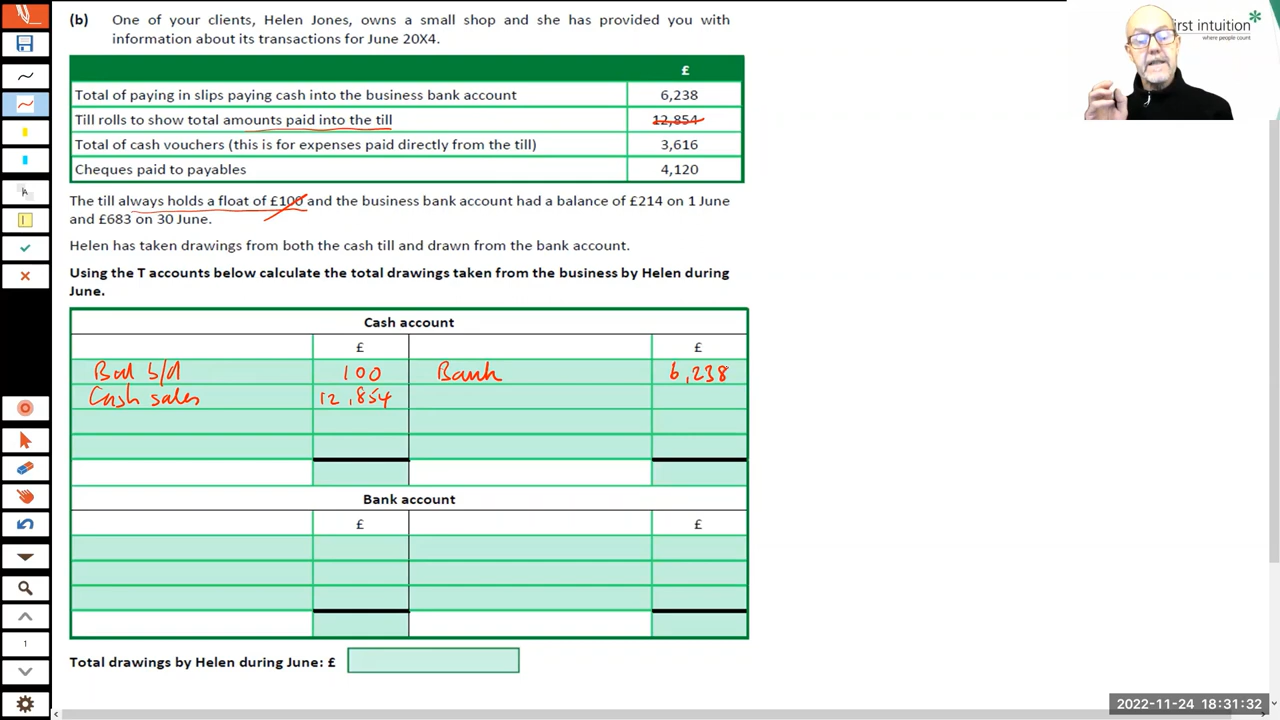 (b) One of your clients, Helen Jones, owns a small shop and she has provided you with
information about its transactions for June 20X4.
first intuition
where people count
£
Total of paying in slips paying cash into the business bank account 6,238
Till rolls to show total amounts paid into the till 12,854
Total of cash vouchers (this is for expenses paid directly from the till) 3,616
Cheques paid to payables 4,120
The till always holds a float of £100 and the business bank account had a balance of £214 on 1 June
and £683 on 30 June.
Helen has taken drawings from both the cash till and drawn from the bank account.
Using the T accounts below calculate the total drawings taken from the business by Helen during
June.
Cash account
£ £
Bal b/d 100 Bank 6,238
Cash sales 12,854
Bank account
£ £
Total drawings by Helen during June: £
1
2022-11-24 18:31:32